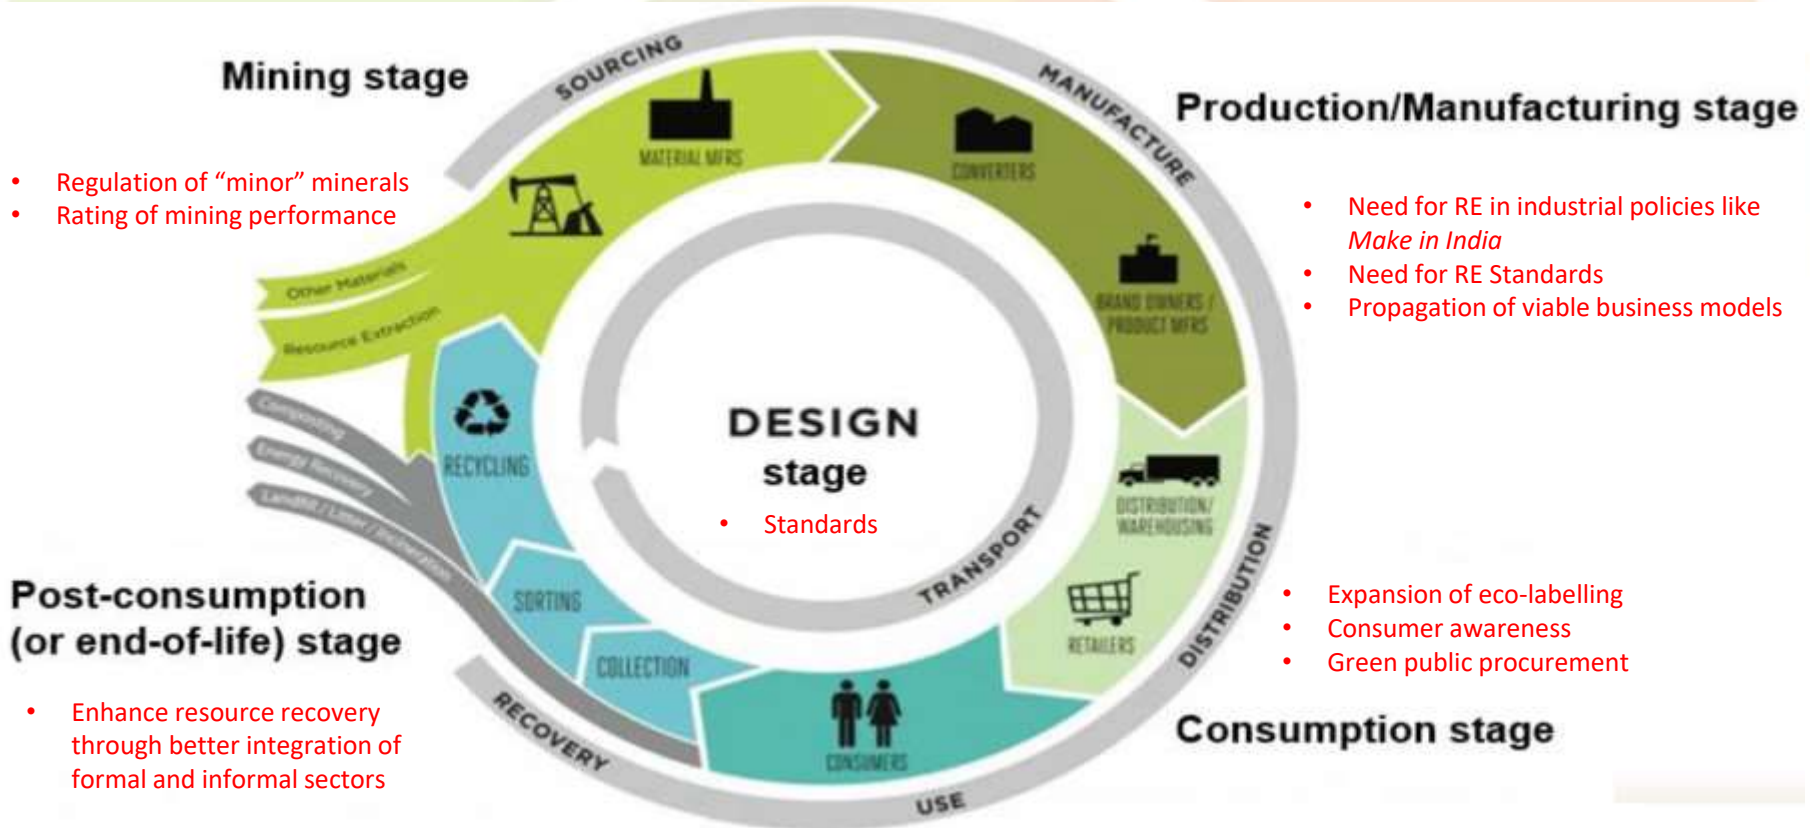 Mining stage
• Regulation of “minor” minerals
• Rating of mining performance
SOURCING
MATERIAL MFRS
MANUFACTURE
CONVERTERS
BRAND OWNERS /
PRODUCT MFRS
Production/Manufacturing stage
• Need for RE in industrial policies like
Make in India
• Need for RE Standards
• Propagation of viable business models
Other Materials
Resource Extraction
Composting
Energy Recovery
Landfill / Litter / Incineration
RECYCLING
SORTING
COLLECTION
DESIGN
stage
• Standards
TRANSPORT
DISTRIBUTION/
WAREHOUSING
RETAILERS
DISTRIBUTION
• Expansion of eco-labelling
• Consumer awareness
• Green public procurement
Consumption stage
CONSUMERS
USE
RECOVERY
Post-consumption
(or end-of-life) stage
• Enhance resource recovery
through better integration of
formal and informal sectors